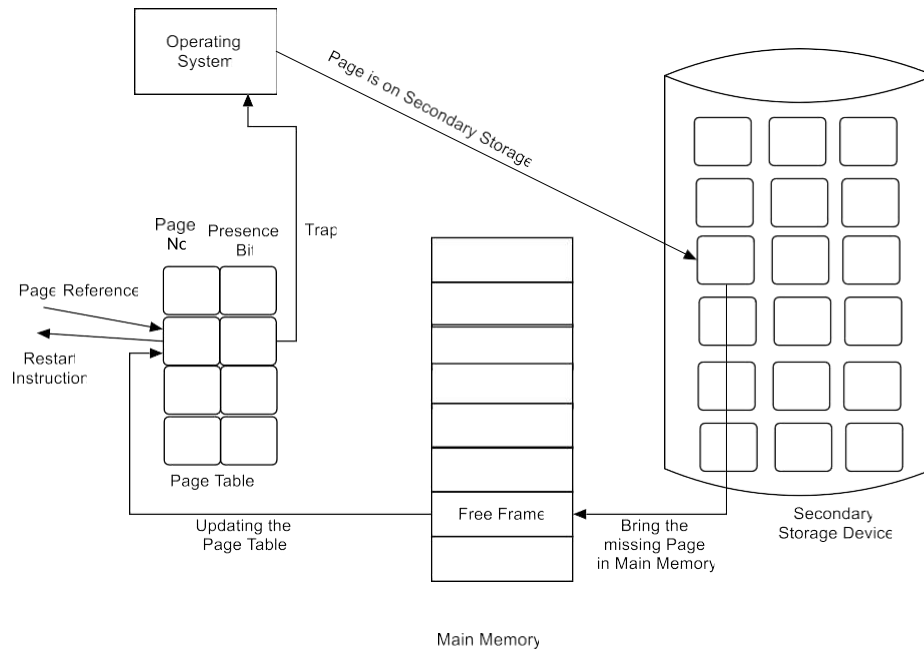 Operating
System
Page is on Secondary Storage
Page
No
Presence
Bit
Trap
Page Reference
Restart
Instruction
Page Table
Updating the
Page Table
Free Frame
Bring the
missing Page
in Main Memory
Secondary
Storage Device
Main Memory